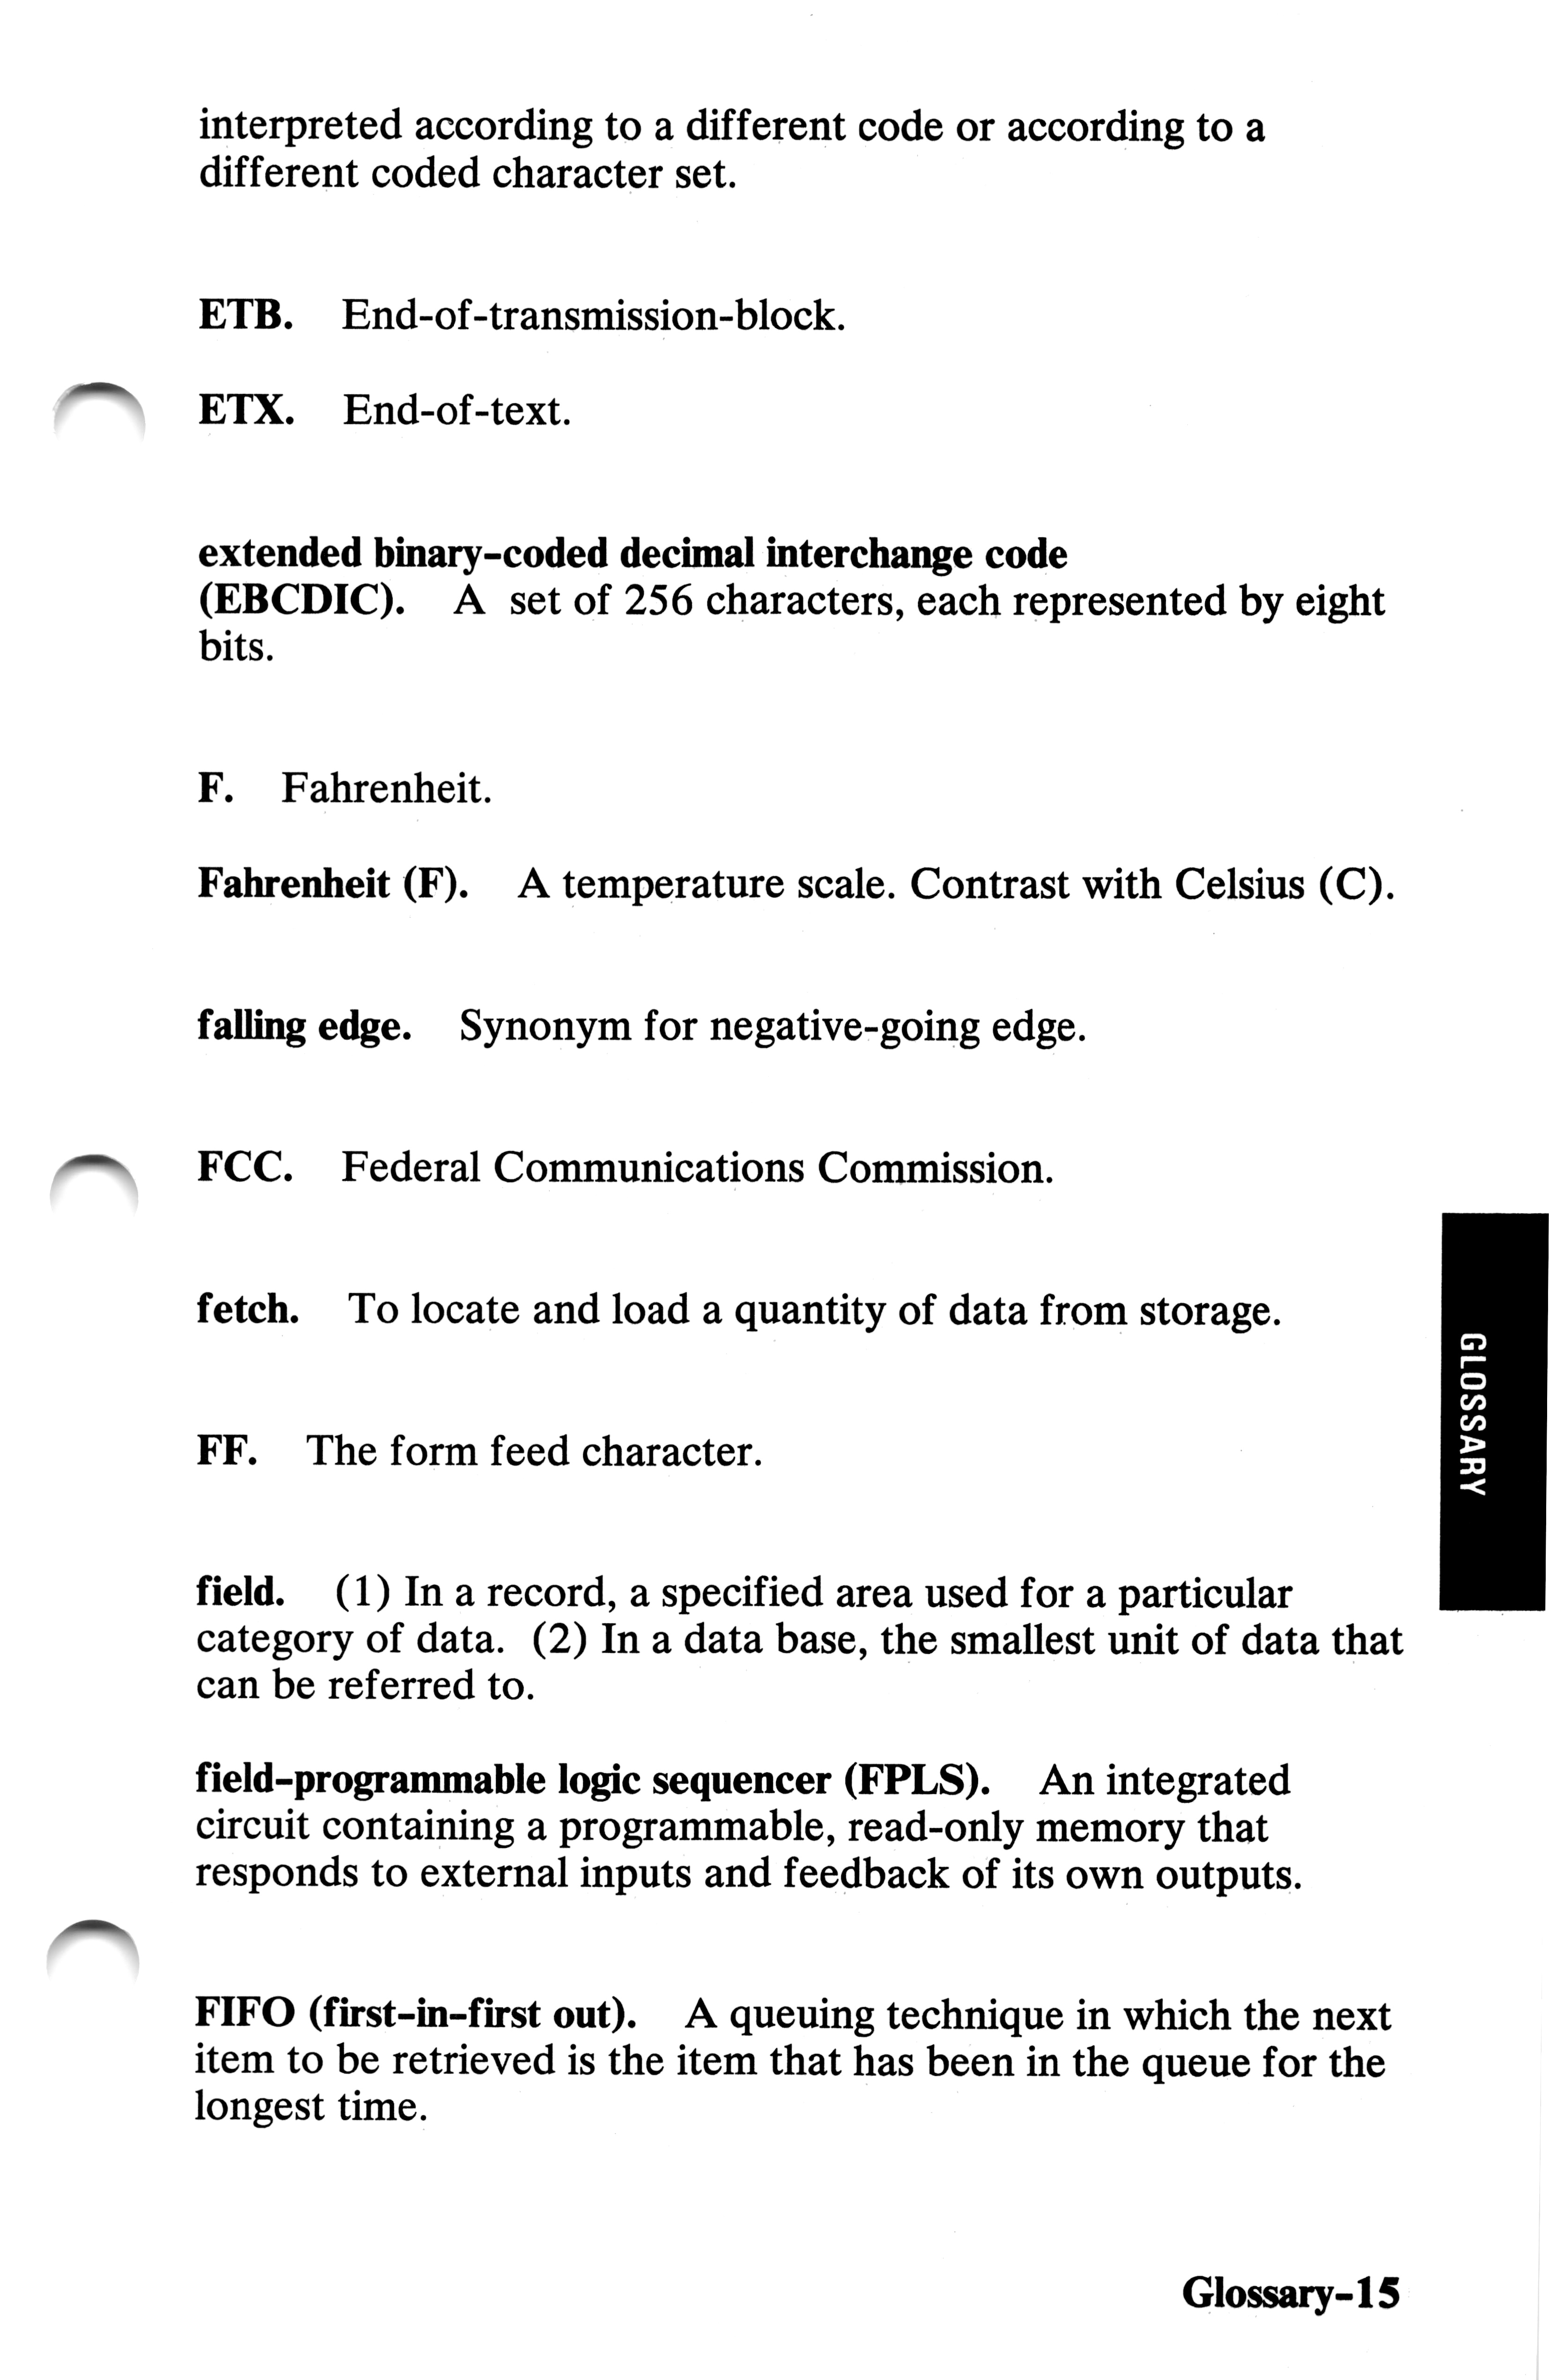 interpreted according to a different code or according to a
different coded character set.
ETB. End-of-transmission-block.
ETX. End-of-text.
extended binary-coded decimal interchange code
(EBCDIC). A set of 256 characters, each represented by eight
bits.
F. Fahrenheit.
Fahrenheit (F). A temperature scale. Contrast with Celsius (C).
falling edge. Synonym for negative-going edge.
FCC. Federal Communications Commission.
fetch. To locate and load a quantity of data from storage.
FF. The form feed character.
field. (1) In a record, a specified area used for a particular
category of data. (2) In a data base, the smallest unit of data that
can be referred to.
field-programmable logic sequencer (FPLS). An integrated
circuit containing a programmable, read-only memory that
responds to external inputs and feedback of its own outputs.
FIFO (first-in-first out). A queuing technique in which the next
item to be retrieved is the item that has been in the queue for the
longest time.
GLOSSARY
Glossary-15